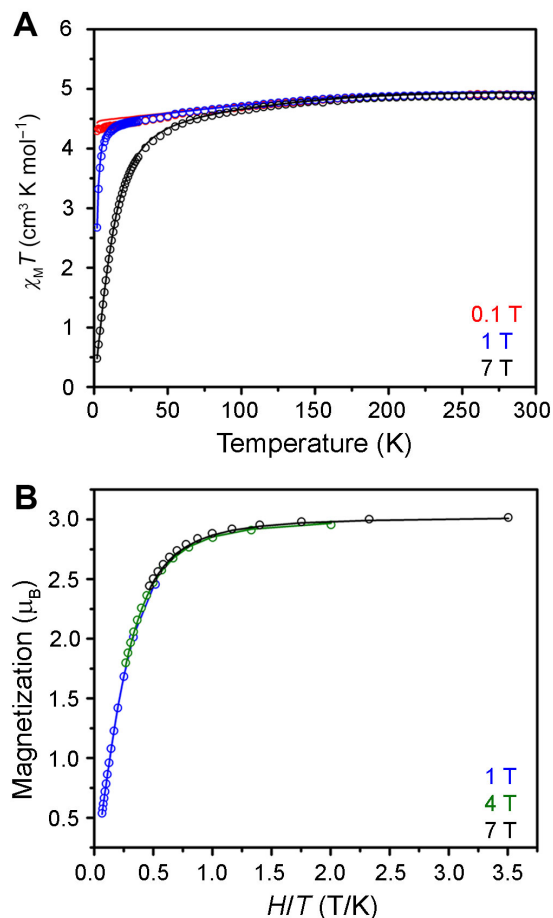 A
6
5
4
3
2
1
0
χMT (cm³ K mol⁻¹)
0.1 T
1 T
7 T
0 50 100 150 200 250 300
Temperature (K)
B
3.0
2.5
2.0
1.5
1.0
0.5
Magnetization (μB)
1 T
4 T
7 T
0.0 0.5 1.0 1.5 2.0 2.5 3.0 3.5
H/T (T/K)